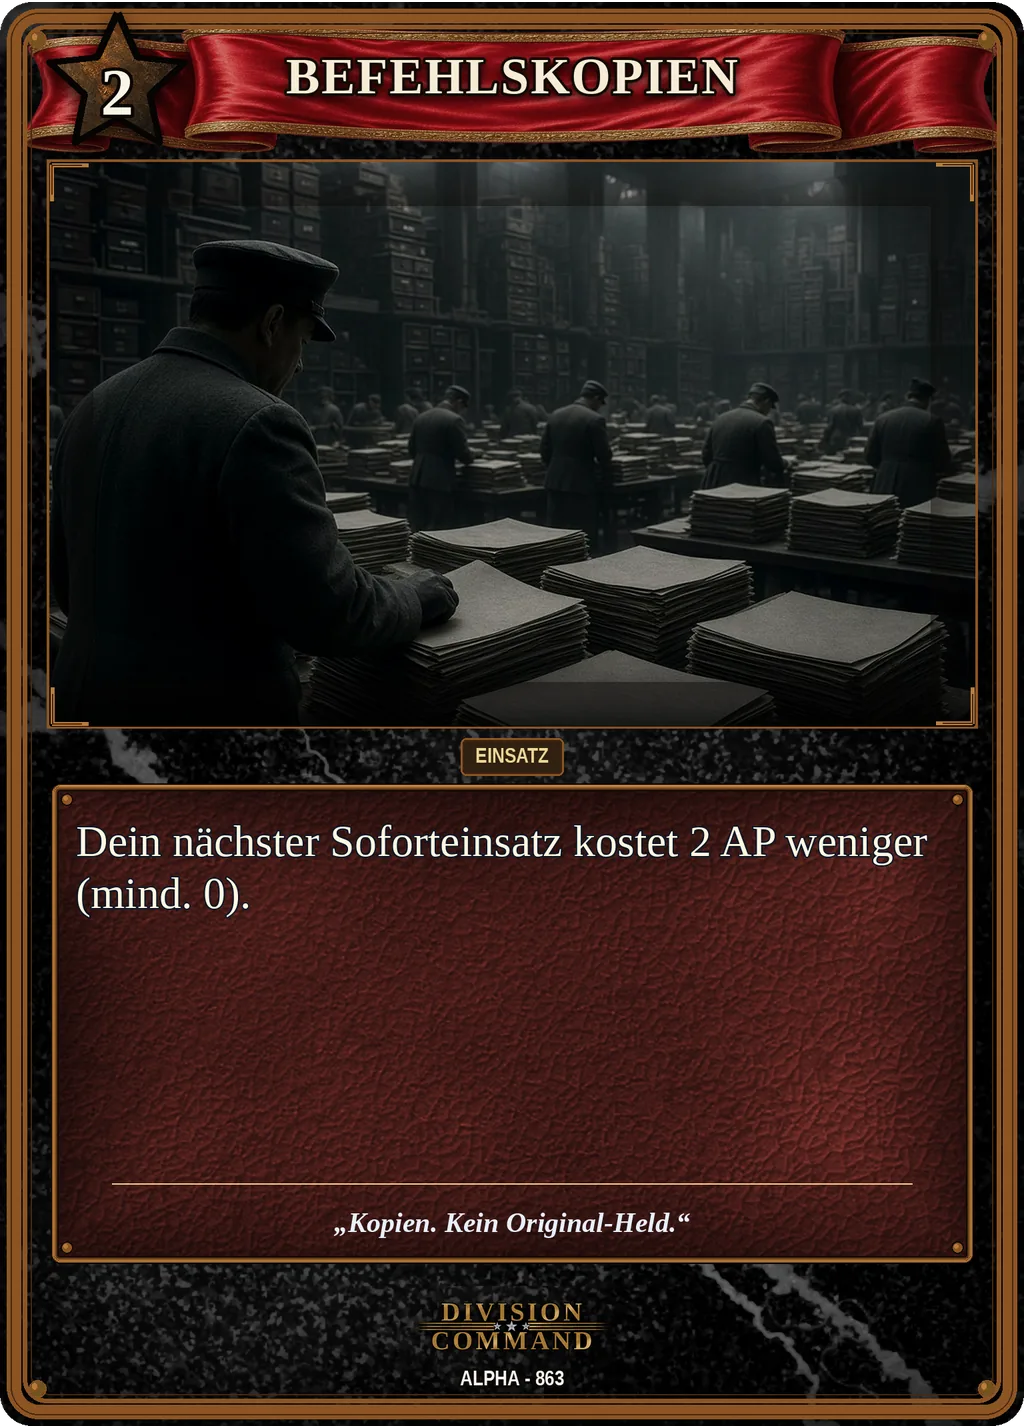 2
BEFEHLSKOPIEN
EINSATZ
Dein nächster Soforteinsatz kostet 2 AP weniger
(mind. 0).
„Kopien. Kein Original-Held.“
DIVISION
COMMAND
ALPHA - 863